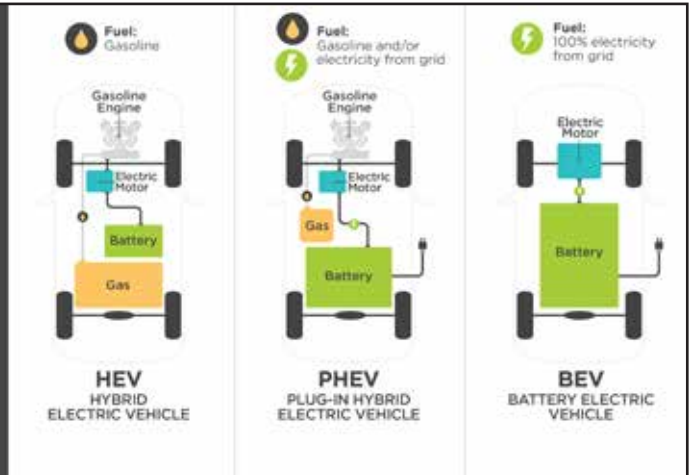 Fuel:
Gasoline
Gasoline
Engine
Electric
Motor
Battery
Gas
HEV
HYBRID
ELECTRIC VEHICLE
Fuel:
Gasoline and/or
electricity from grid
Gasoline
Engine
Electric
Motor
Gas
Battery
PHEV
PLUG-IN HYBRID
ELECTRIC VEHICLE
Fuel:
100% electricity
from grid
Electric
Motor
Battery
BEV
BATTERY ELECTRIC
VEHICLE